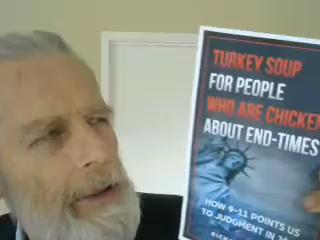 TURKEY SOUP
FOR PEOPLE
WHO ARE CHICKEN
ABOUT END-TIMES
HOW 9-11 POINTS US
TO JUDGMENT IN